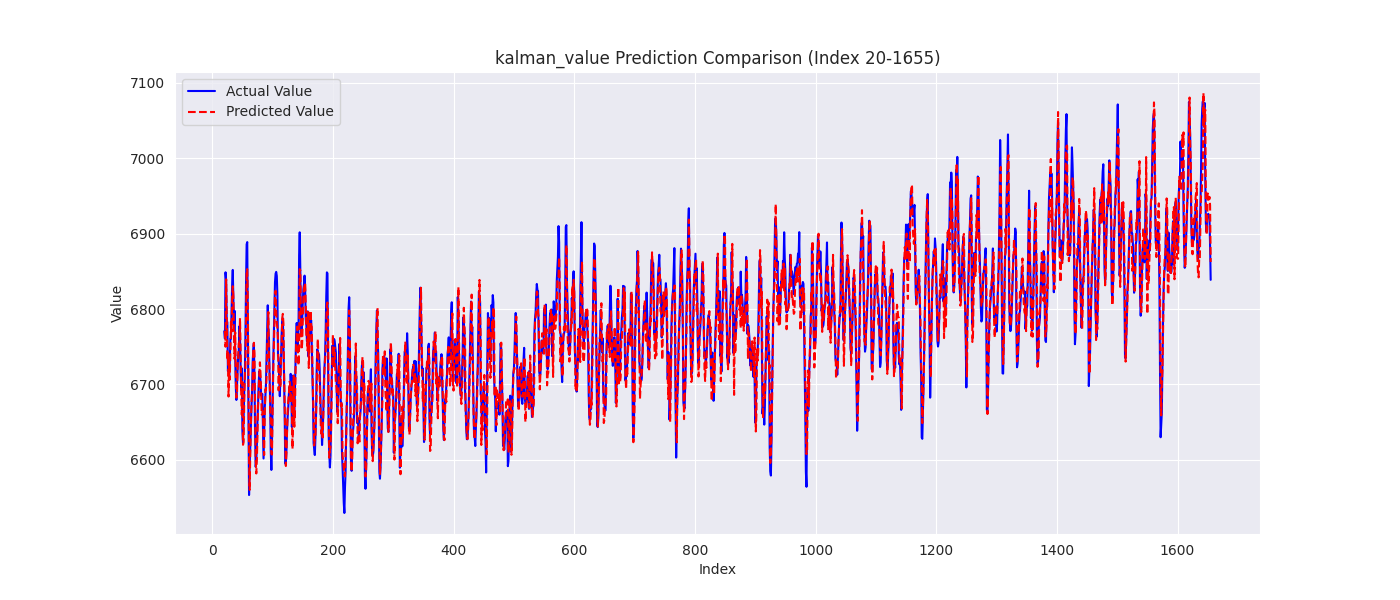 kalman_value Prediction Comparison (Index 20-1655)
Actual Value
Predicted Value
Value
7100
7000
6900
6800
6700
6600
0 200 400 600 800 1000 1200 1400 1600
Index